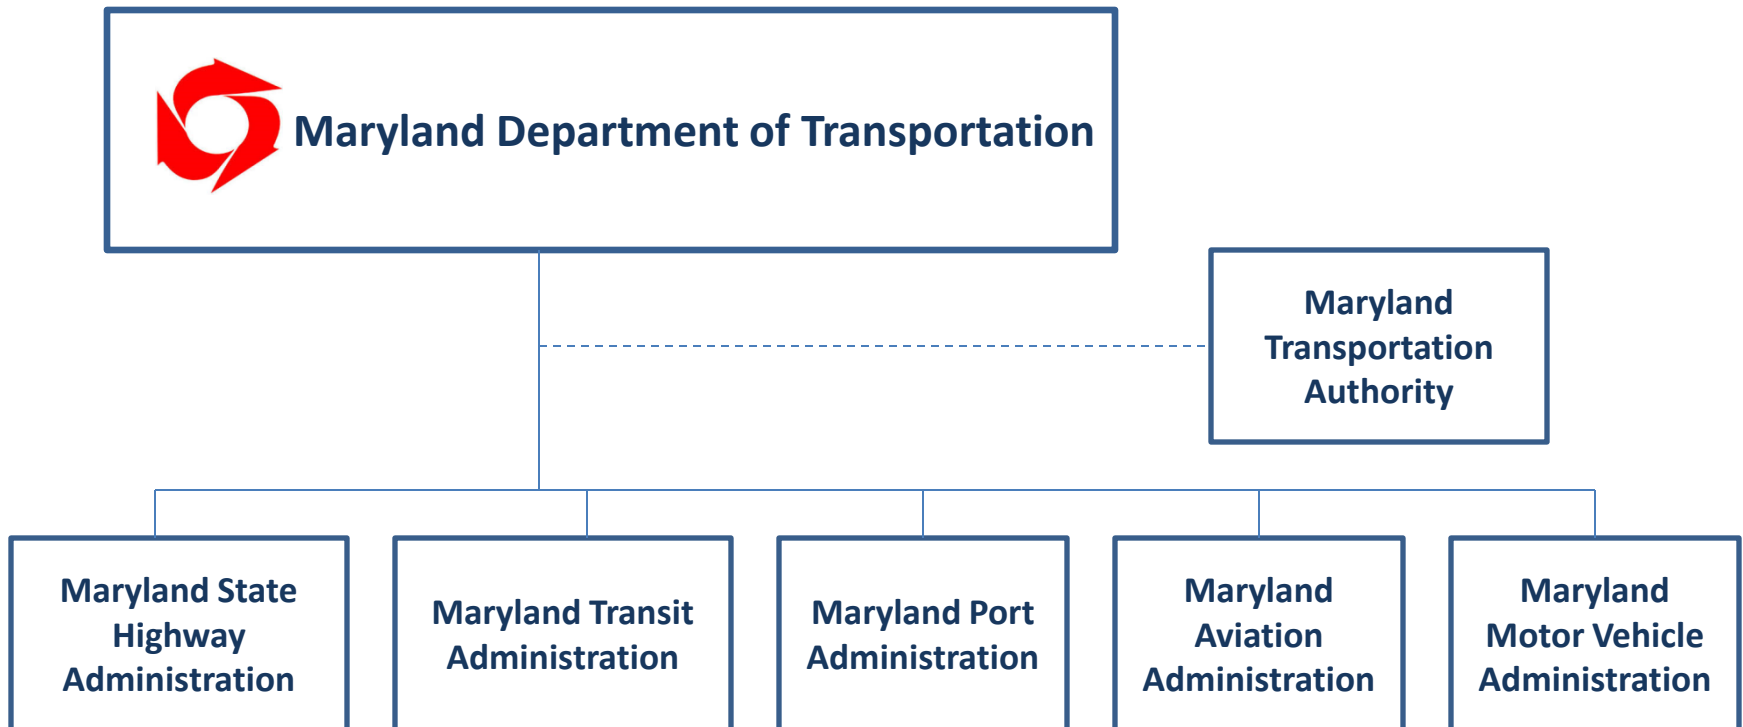 Maryland Department of Transportation
Maryland
Transportation
Authority
Maryland State
Highway
Administration
Maryland Transit
Administration
Maryland Port
Administration
Maryland
Aviation
Administration
Maryland
Motor Vehicle
Administration